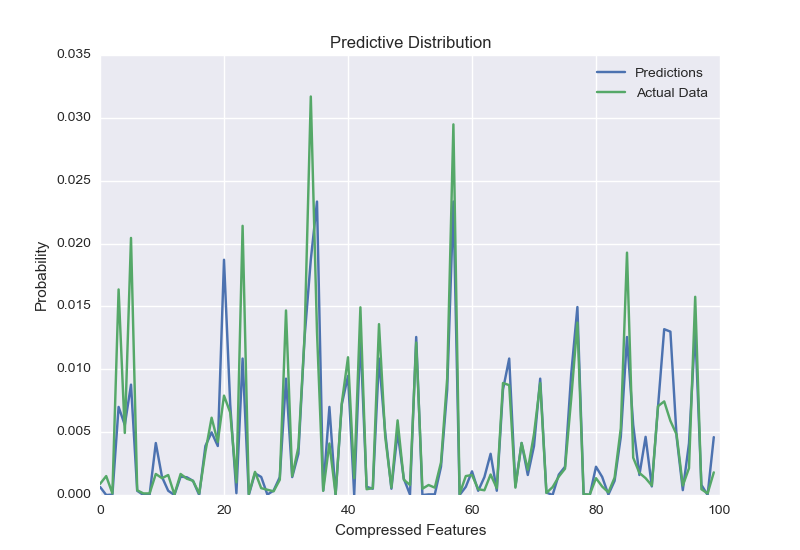 Predictive Distribution
Predictions
Actual Data
0.035
0.030
0.025
0.020
0.015
0.010
0.005
0.000
Probability
0 20 40 60 80 100
Compressed Features